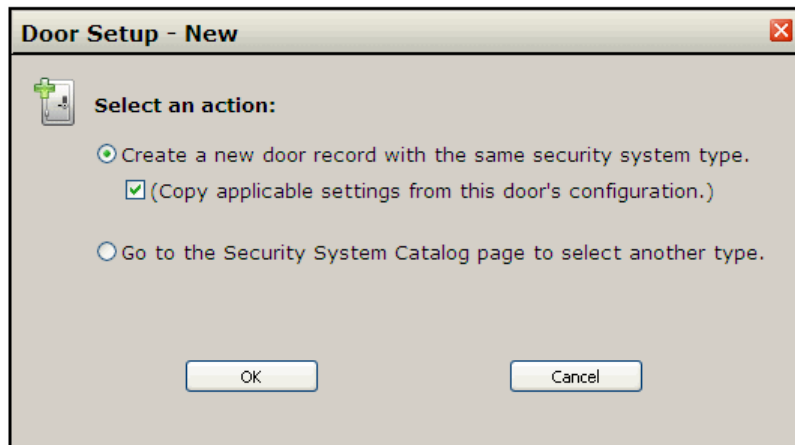 Door Setup - New
Select an action:
Create a new door record with the same security system type.
(Copy applicable settings from this door's configuration.)
Go to the Security System Catalog page to select another type.
OK
Cancel